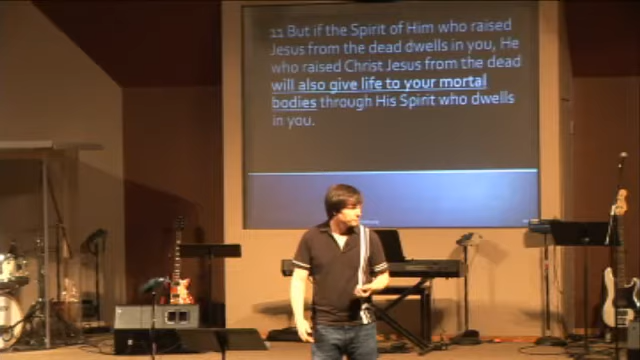 11 But if the Spirit of Him who raised
Jesus from the dead dwells in you, He
who raised Christ Jesus from the dead
will also give life to your mortal
bodies through His Spirit who dwells
in you.